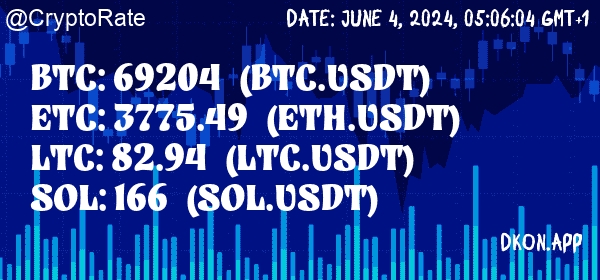 @CryptoRate
DATE: JUNE 4, 2024, 05:06:04 GMT+1
BTC: 69204 (BTC.USDT)
ETC: 3775.49 (ETH.USDT)
LTC: 82.94 (LTC.USDT)
SOL: 166 (SOL.USDT)
DKON.APP